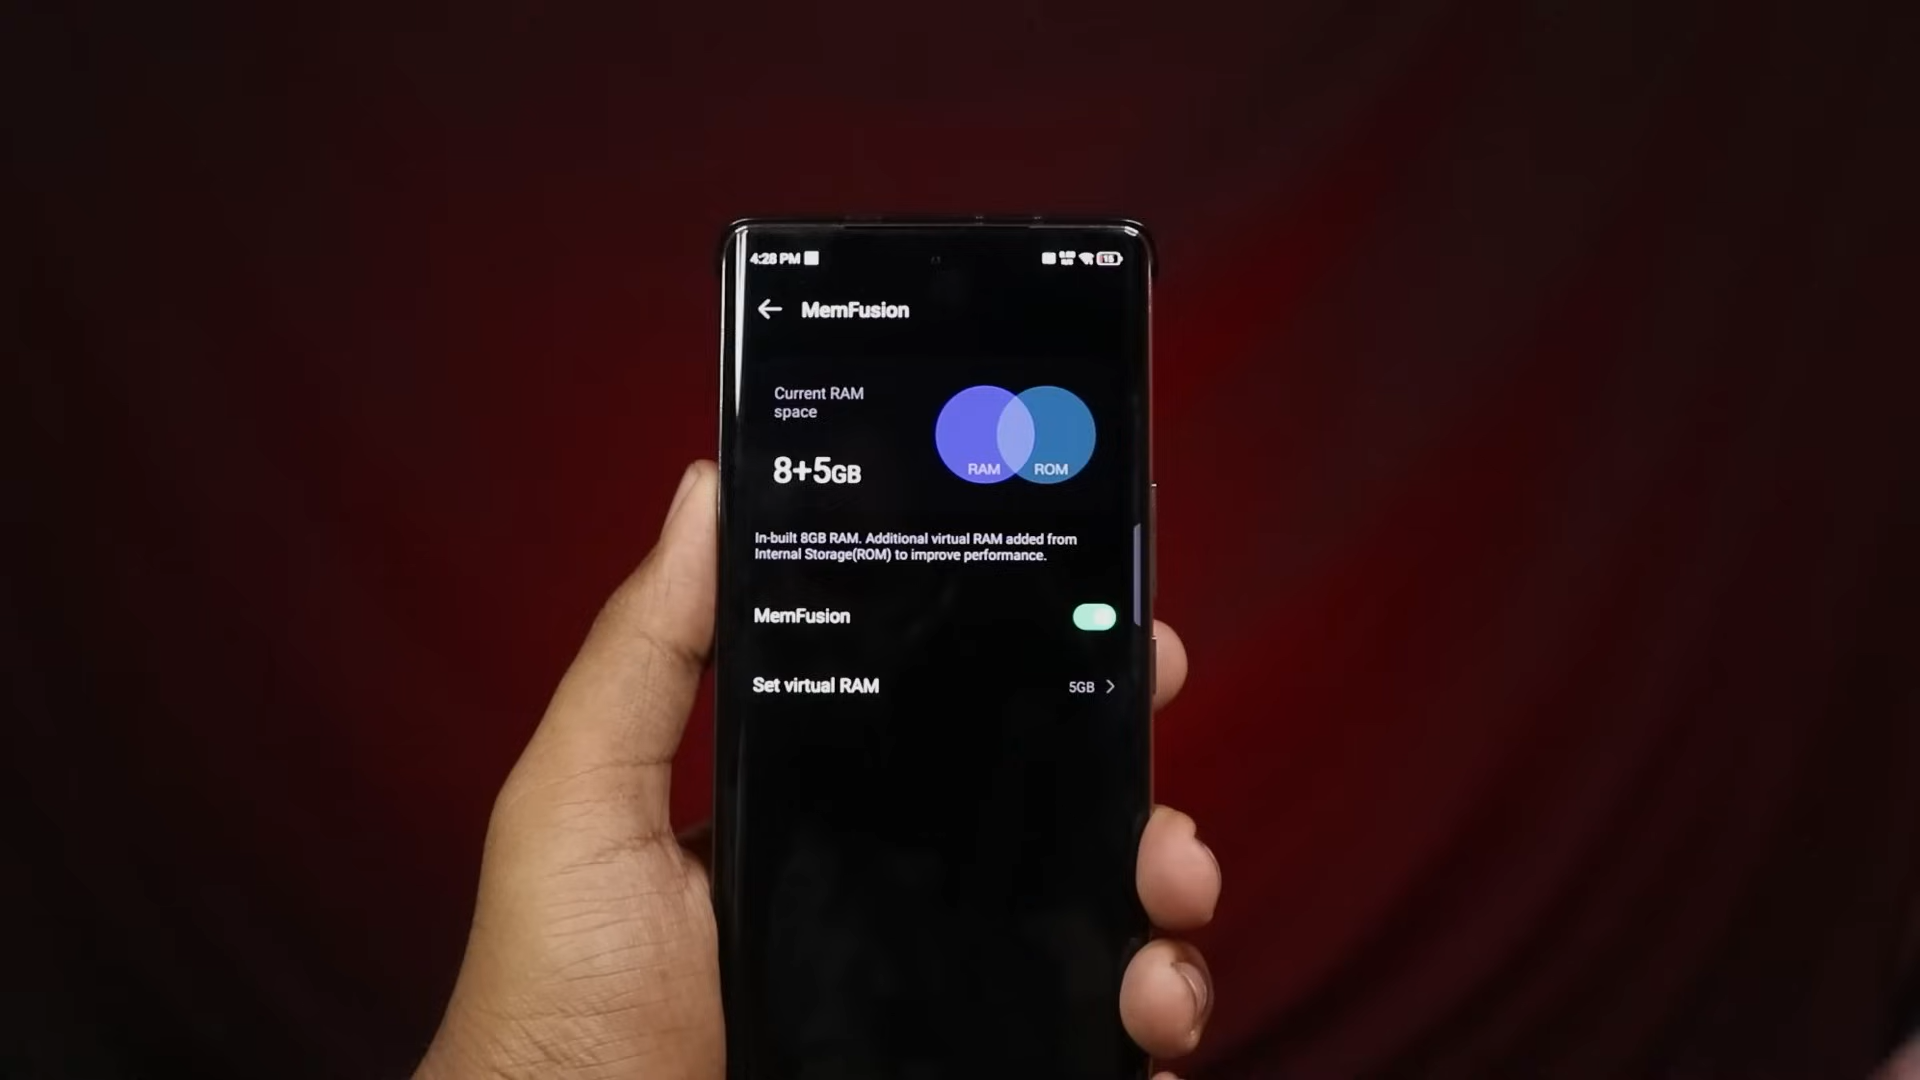 4:28 PM
15
MemFusion
Current RAM
space
8+5GB
RAM
ROM
In-built 8GB RAM. Additional virtual RAM added from
Internal Storage(ROM) to improve performance.
MemFusion
Set virtual RAM
5GB